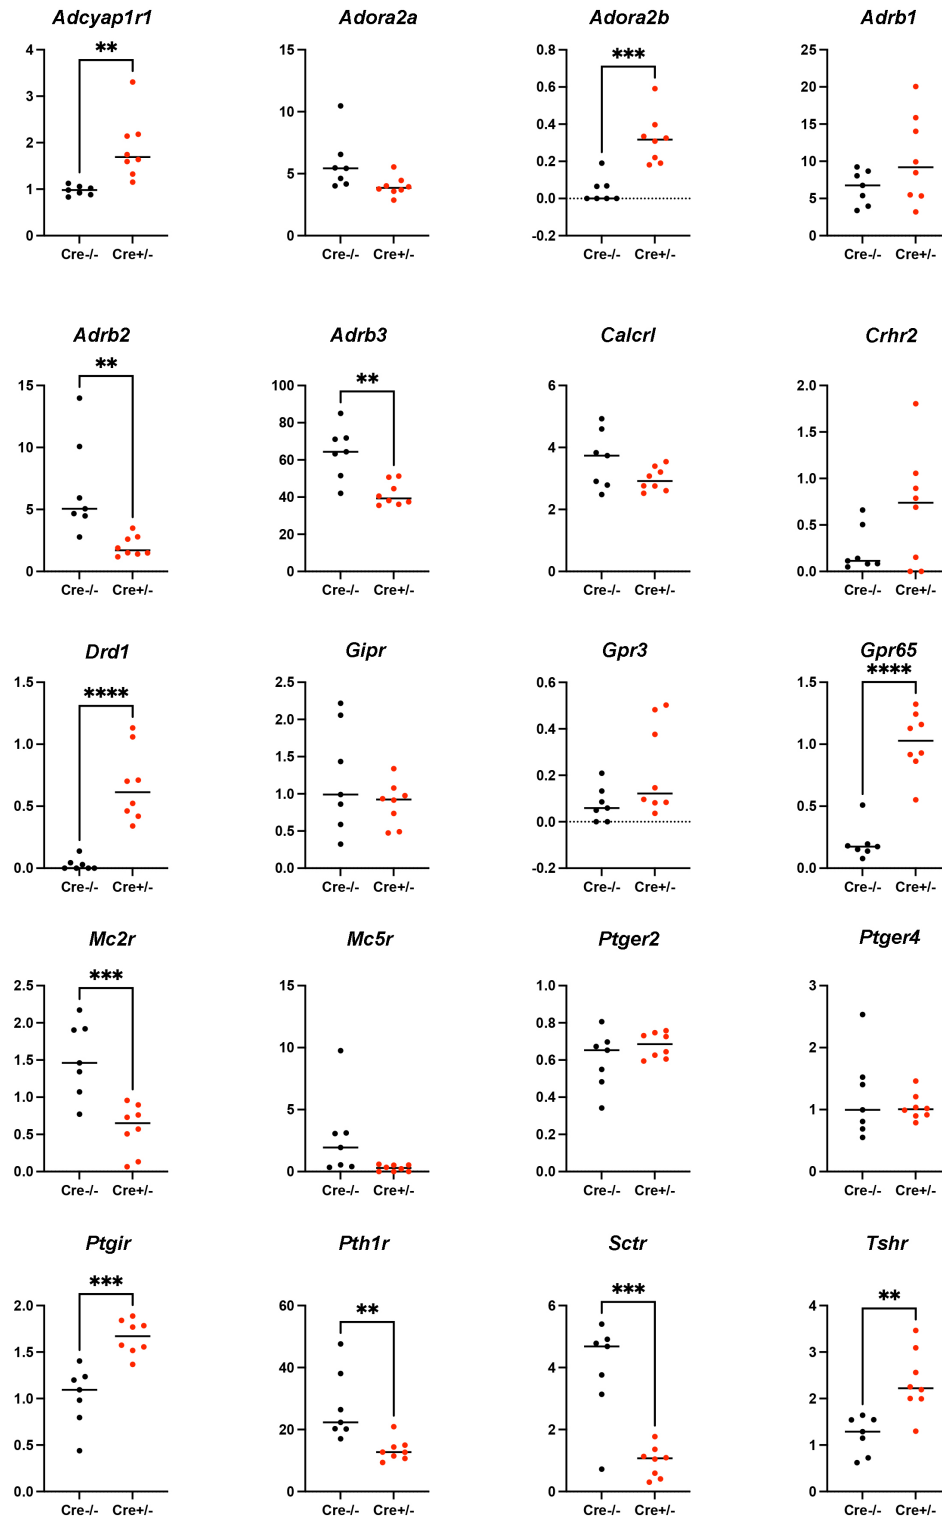 Adcyap1r1 Adora2a Adora2b Adrb1
** ***
4 15 0.8 25
3 10 0.6 20
2 5 0.4 15
1 0 0.2 10
0 0.0 5
-0.2 0
Cre-/- Cre+/- Cre-/- Cre+/- Cre-/- Cre+/- Cre-/- Cre+/-
Adrb2 Adrb3 Calcrl Crhr2
** **
15 100 6 2.0
10 80 4 1.5
5 60 2 1.0
0 40 0 0.5
20 0.0
0
Cre-/- Cre+/- Cre-/- Cre+/- Cre-/- Cre+/- Cre-/- Cre+/-
Drd1 Gipr Gpr3 Gpr65
**** ****
1.5 2.5 0.6 1.5
1.0 2.0 0.4 1.0
0.5 1.5 0.2 0.5
0.0 1.0 0.0 0.0
0.5 -0.2
0.0
Cre-/- Cre+/- Cre-/- Cre+/- Cre-/- Cre+/- Cre-/- Cre+/-
Mc2r Mc5r Ptger2 Ptger4
***
2.5 15 1.0 3
2.0 10 0.8 2
1.5 5 0.6 1
1.0 0 0.4 0
0.5 0.2
0.0 0.0
Cre-/- Cre+/- Cre-/- Cre+/- Cre-/- Cre+/- Cre-/- Cre+/-
Ptgir Pth1r Sctr Tshr
*** ** *** **
2.0 60 6 4
1.5 40 4 3
1.0 20 2 2
0.5 0 0 1
0.0 0
Cre-/- Cre+/- Cre-/- Cre+/- Cre-/- Cre+/- Cre-/- Cre+/-